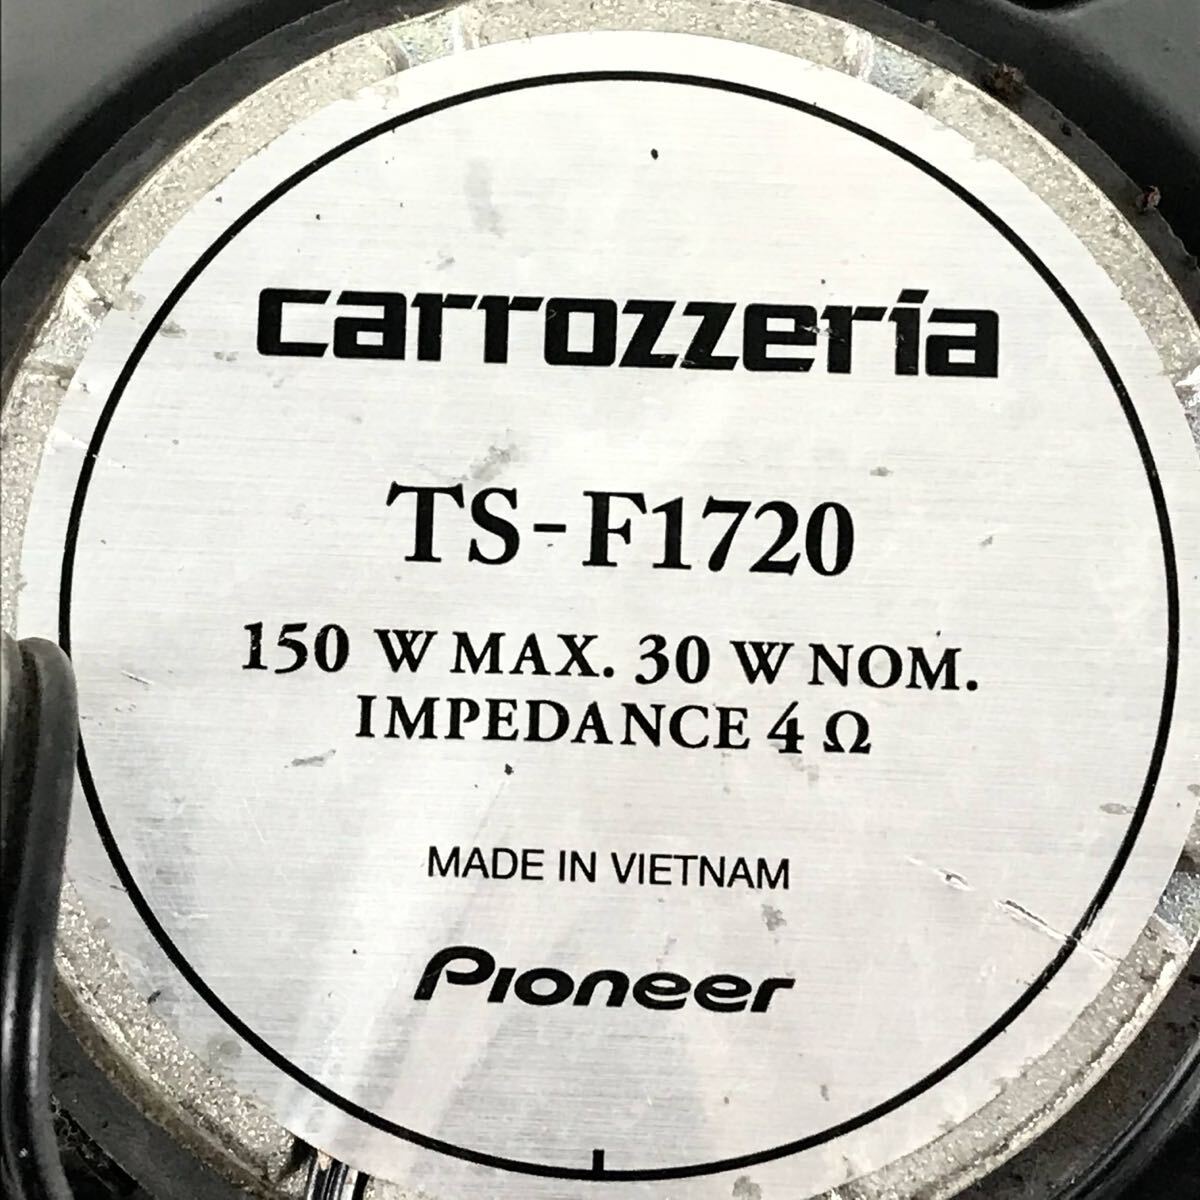 carrozzeria
TS-F1720
150 W MAX. 30 W NOM.
IMPEDANCE 4 Ω
MADE IN VIETNAM
Pioneer